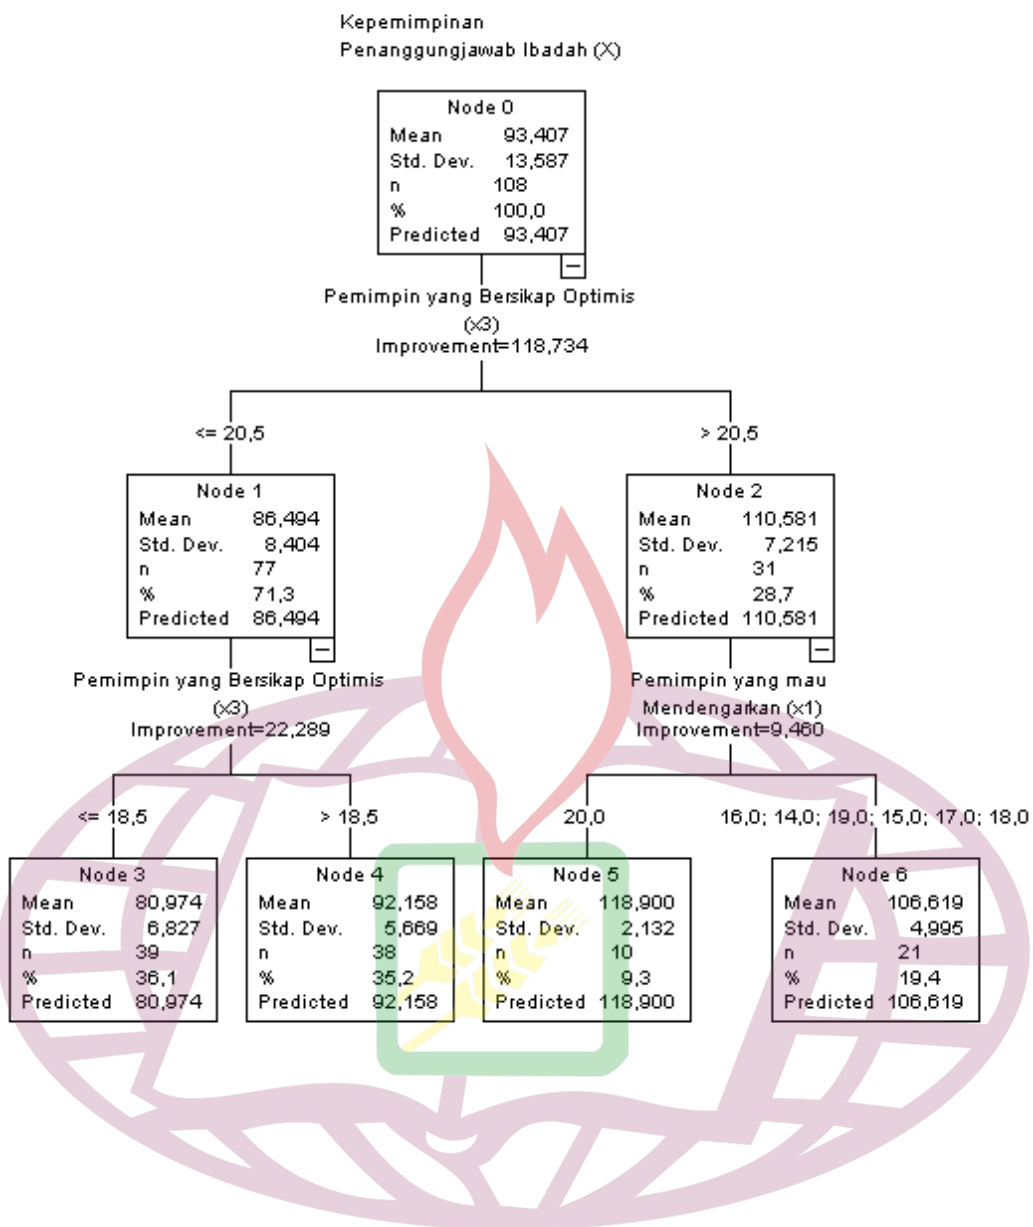 Kepemimpinan
Penanggungjawab Ibadah (X)
Node 0
Mean 93,407
Std. Dev. 13,587
n 108
% 100,0
Predicted 93,407
Pemimpin yang Bersikap Optimis
(x3)
Improvement=118,734
<= 20,5
> 20,5
Node 1
Mean 86,494
Std. Dev. 8,404
n 77
% 71,3
Predicted 86,494
Node 2
Mean 110,581
Std. Dev. 7,215
n 31
% 28,7
Predicted 110,581
Pemimpin yang Bersikap Optimis
(x3)
Improvement=22,289
Pemimpin yang mau
Mendengarkan (x1)
Improvement=9,460
<= 18,5
> 18,5
20,0
16,0; 14,0; 19,0; 15,0; 17,0; 18,0
Node 3
Mean 80,974
Std. Dev. 6,827
n 39
% 36,1
Predicted 80,974
Node 4
Mean 92,158
Std. Dev. 5,669
n 38
% 35,2
Predicted 92,158
Node 5
Mean 118,900
Std. Dev. 2,132
n 10
% 9,3
Predicted 118,900
Node 6
Mean 106,619
Std. Dev. 4,995
n 21
% 19,4
Predicted 106,619